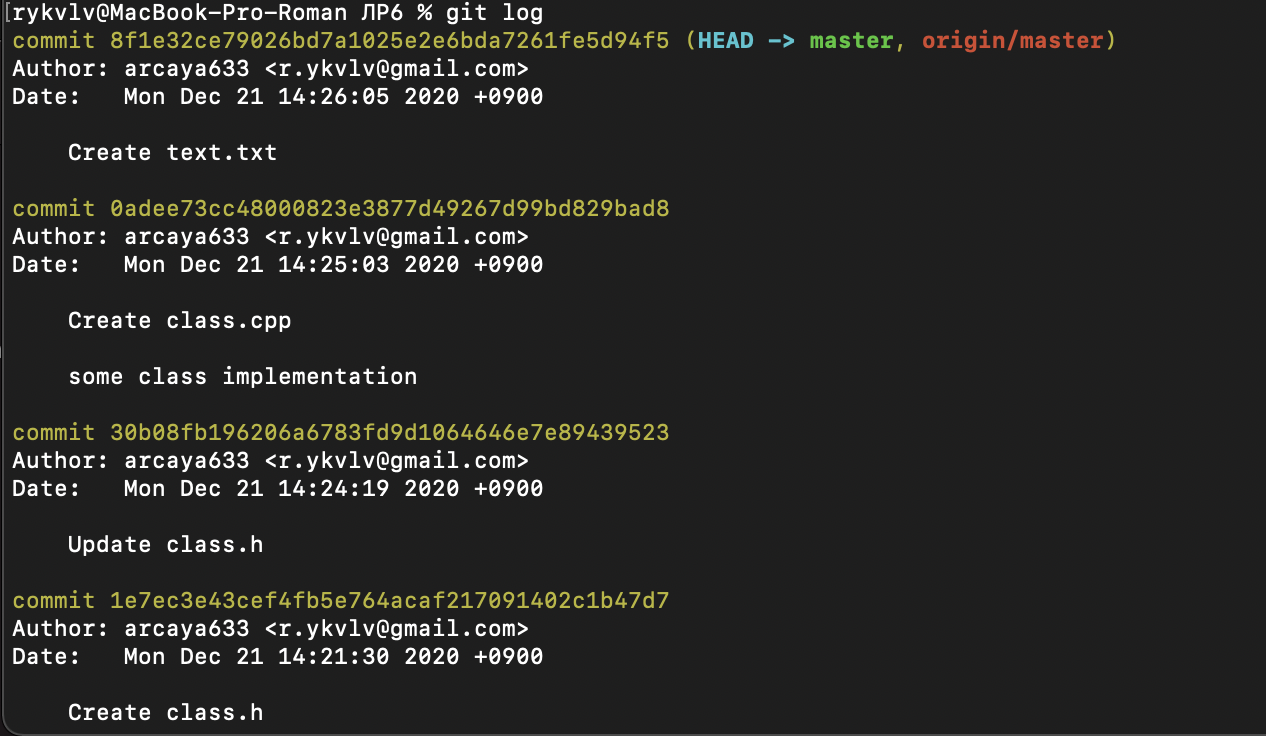 [rykvlv@MacBook-Pro-Roman ЛР6 % git log
commit 8f1e32ce79026bd7a1025e2e6bda7261fe5d94f5 (HEAD -> master, origin/master)
Author: arcaya633 <r.ykvlv@gmail.com>
Date:   Mon Dec 21 14:26:05 2020 +0900
    Create text.txt
commit 0adee73cc48000823e3877d49267d99bd829bad8
Author: arcaya633 <r.ykvlv@gmail.com>
Date:   Mon Dec 21 14:25:03 2020 +0900
    Create class.cpp
    some class implementation
commit 30b08fb196206a6783fd9d1064646e7e89439523
Author: arcaya633 <r.ykvlv@gmail.com>
Date:   Mon Dec 21 14:24:19 2020 +0900
    Update class.h
commit 1e7ec3e43cef4fb5e764acaf217091402c1b47d7
Author: arcaya633 <r.ykvlv@gmail.com>
Date:   Mon Dec 21 14:21:30 2020 +0900
    Create class.h